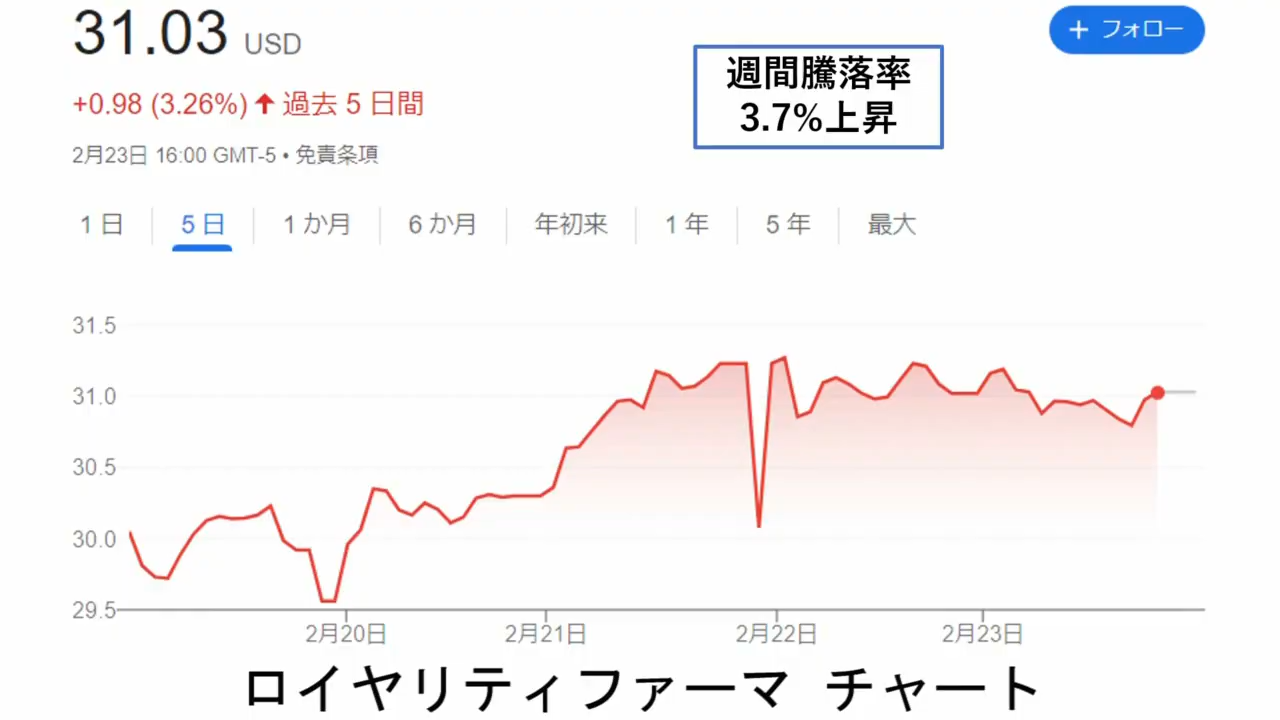 31.03 USD
+ フォロー
週間騰落率
3.7%上昇
+0.98 (3.26%) ↑ 過去 5 日間
2月23日 16:00 GMT-5 • 免責条項
1 日
5 日
1 か月
6 か月
年初来
1 年
5 年
最大
31.5
31.0
30.5
30.0
29.5
2月20日
2月21日
2月22日
2月23日
ロイヤリティファーマ チャート